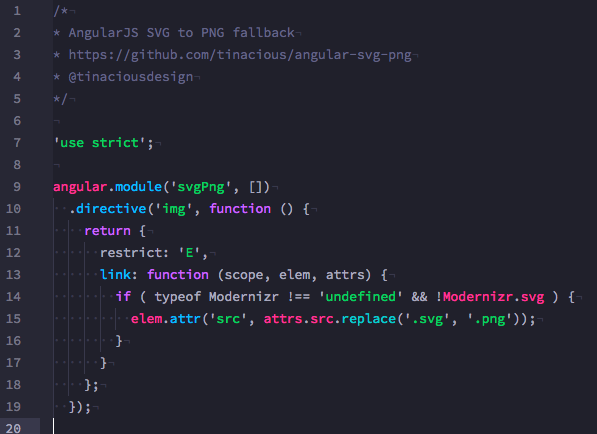 1 /*¬
2 * AngularJS SVG to PNG fallback¬
3 * https://github.com/tinacious/angular-svg-png¬
4 * @tinaciousdesign¬
5 */¬
6 ¬
7 'use strict';¬
8 ¬
9 angular.module('svgPng', [])¬
10 ··.directive('img', function () {¬
11 ····return {¬
12 ······restrict: 'E',¬
13 ······link: function (scope, elem, attrs) {¬
14 ········if ( typeof Modernizr !== 'undefined' && !Modernizr.svg ) {¬
15 ··········elem.attr('src', attrs.src.replace('.svg', '.png'));¬
16 ········}¬
17 ······}¬
18 ····};¬
19 ··});¬
20